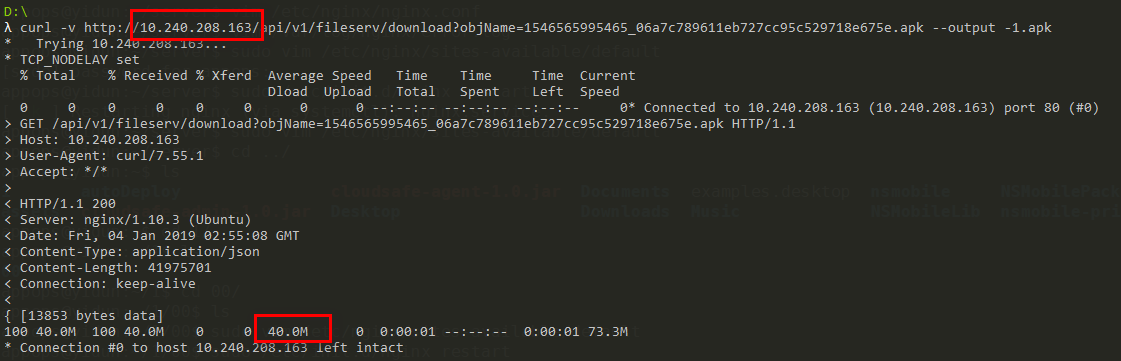 D:\
λ curl -v http://10.240.208.163/api/v1/fileserv/download?objName=1546565995465_06a7c789611eb727cc95c529718e675e.apk --output -1.apk
*   Trying 10.240.208.163...
* TCP_NODELAY set
  % Total    % Received % Xferd  Average Speed   Time    Time     Time  Current
                                 Dload  Upload   Total   Spent    Left  Speed
  0     0    0     0    0     0      0      0 --:--:-- --:--:-- --:--:--     0* Connected to 10.240.208.163 (10.240.208.163) port 80 (#0)
> GET /api/v1/fileserv/download?objName=1546565995465_06a7c789611eb727cc95c529718e675e.apk HTTP/1.1
> Host: 10.240.208.163
> User-Agent: curl/7.55.1
> Accept: */*
>
< HTTP/1.1 200
< Server: nginx/1.10.3 (Ubuntu)
< Date: Fri, 04 Jan 2019 02:55:08 GMT
< Content-Type: application/json
< Content-Length: 41975701
< Connection: keep-alive
<
{ [13853 bytes data]
100 40.0M  100 40.0M    0     0  40.0M      0  0:00:01 --:--:--  0:00:01 73.3M
* Connection #0 to host 10.240.208.163 left intact